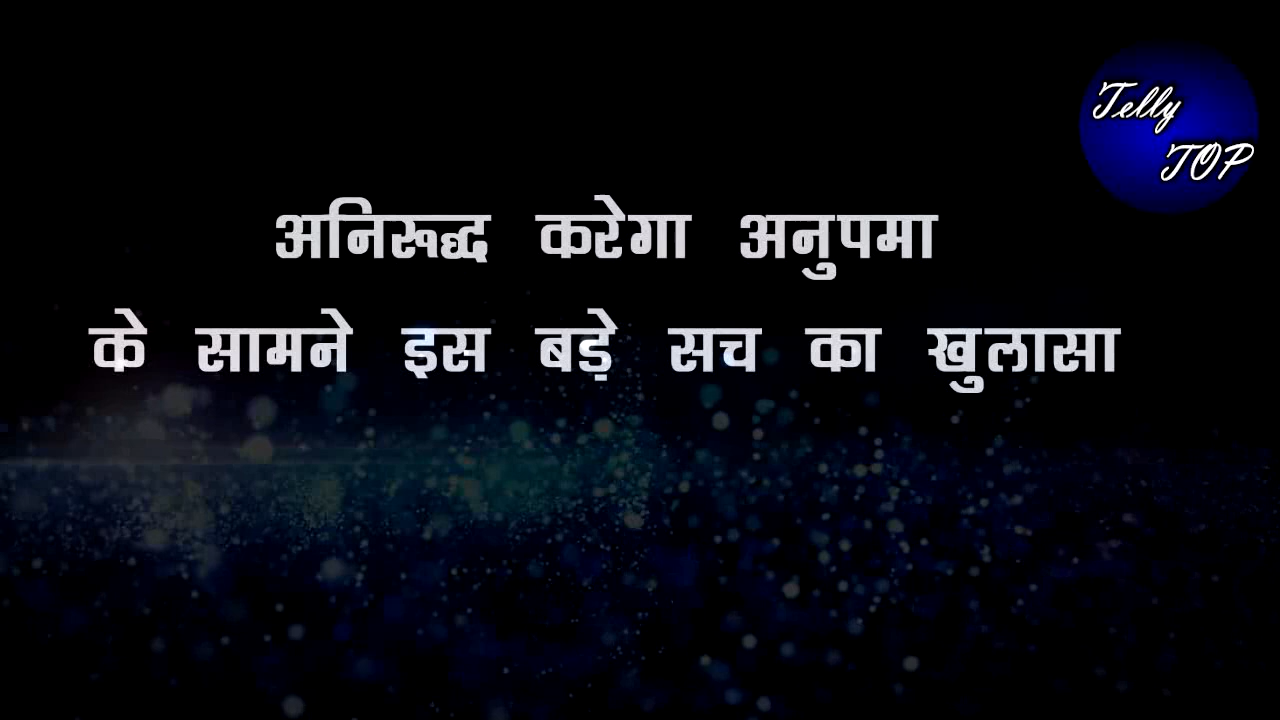 Telly
TOP
अनिरुद्ध करेगा अनुपमा
के सामने इस बड़े सच का खुलासा